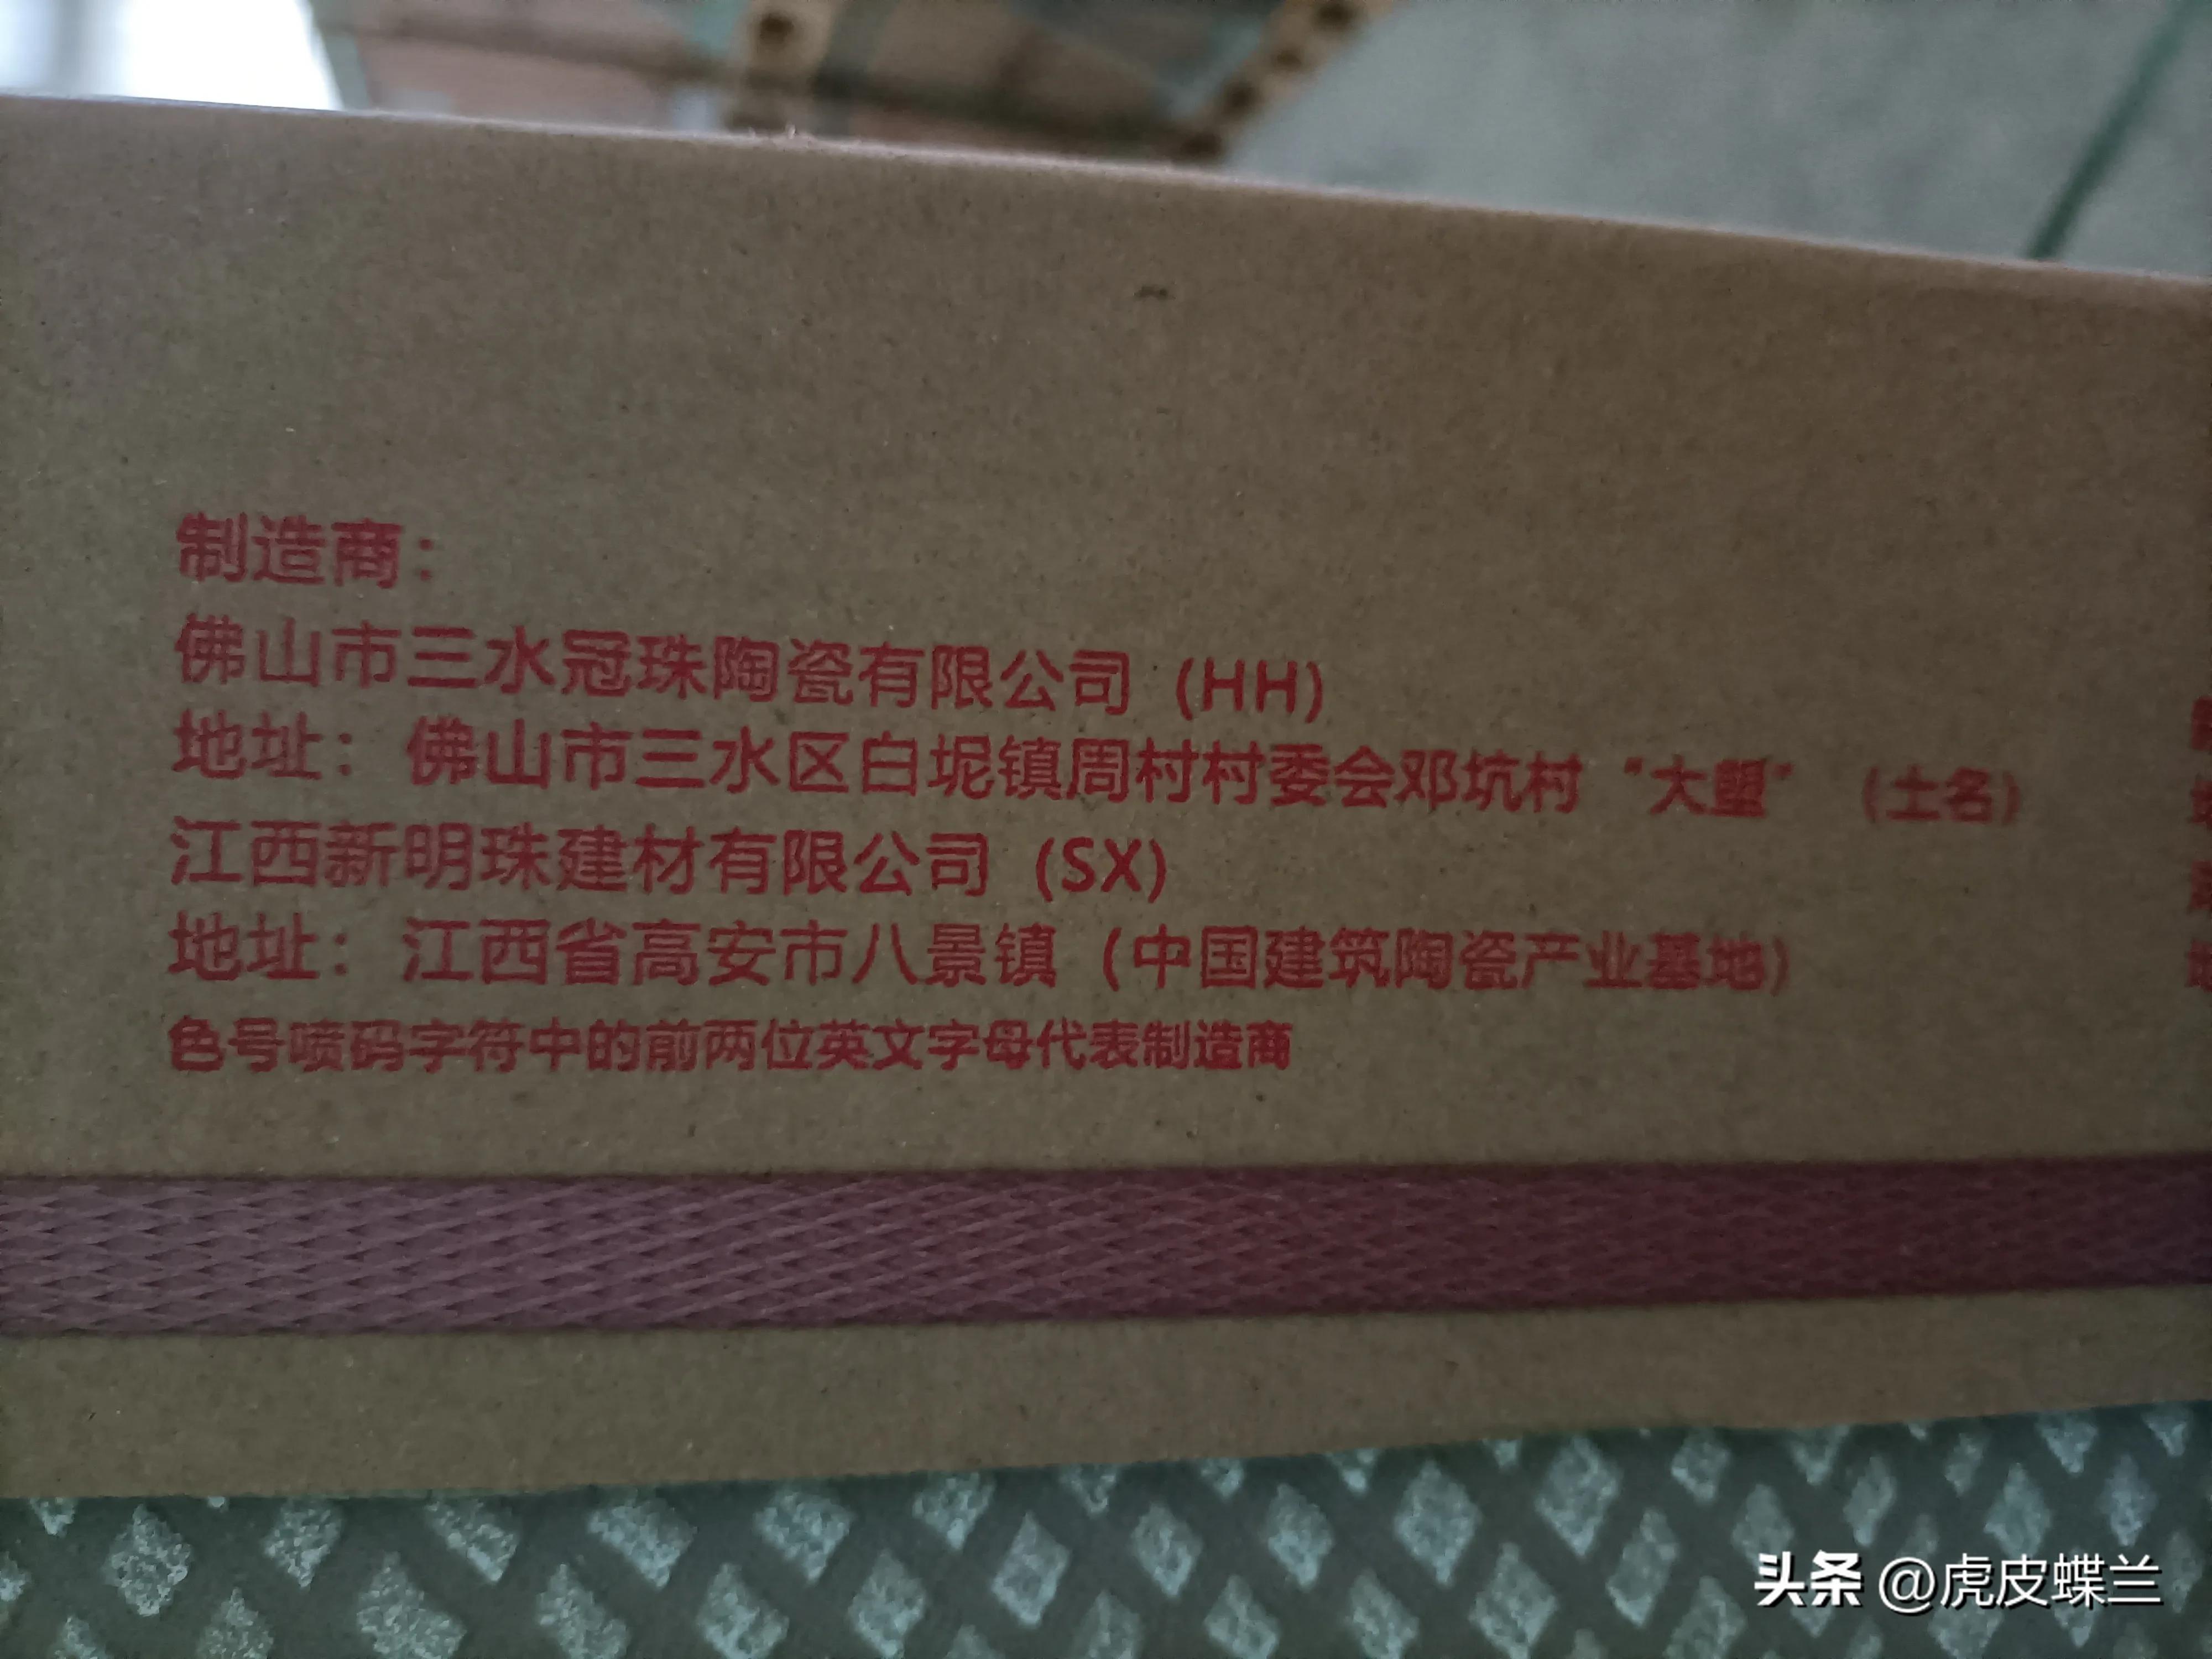 制造商：
佛山市三水冠珠陶瓷有限公司 (HH)
地址：佛山市三水区白坭镇周村村委会邓坑村“大塱”（土名）
江西新明珠建材有限公司 (SX)
地址：江西省高安市八景镇（中国建筑陶瓷产业基地）
色号喷码字符中的前两位英文字母代表制造商
头条 @虎皮蝶兰